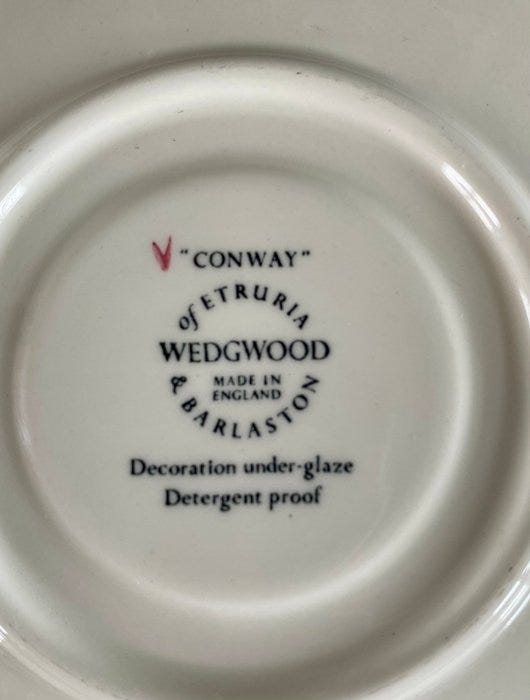 V "CONWAY"
of ETRURIA
WEDGWOOD
MADE IN
ENGLAND
& BARLASTON
Decoration under-glaze
Detergent proof